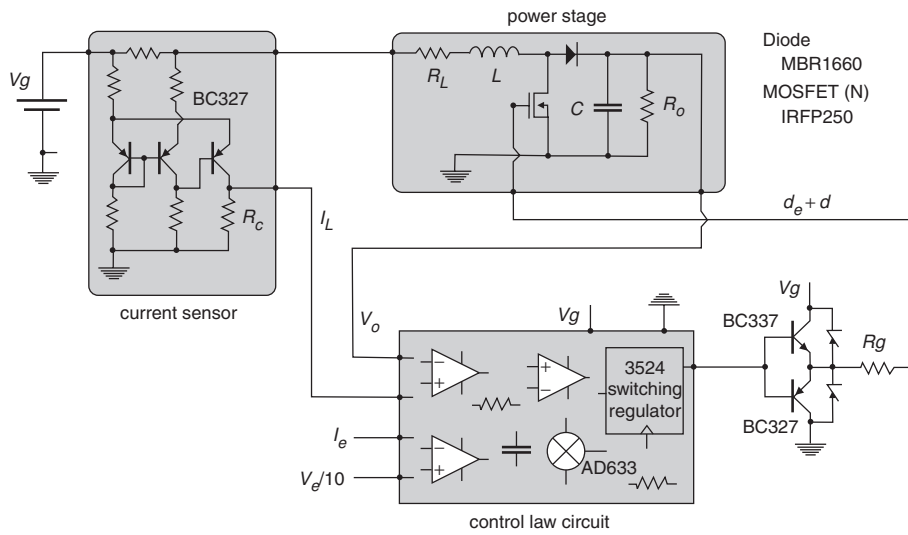 power stage
Diode
MBR1660
MOSFET (N)
IRFP250
Vg
BC327
R_L
L
C
R_o
R_c
I_L
d_e + d
current sensor
V_o
Vg
Vg
BC337
Rg
3524
switching
regulator
I_e
BC327
V_e/10
AD633
control law circuit